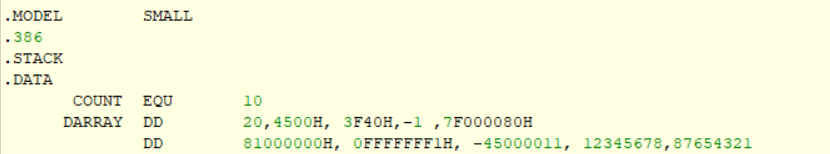 .MODEL SMALL
.386
.STACK
.DATA
COUNT EQU 10
DARRAY DD 20,4500H, 3F40H,-1 ,7F000080H
DD 81000000H, 0FFFFFFF1H, -45000011, 12345678,87654321